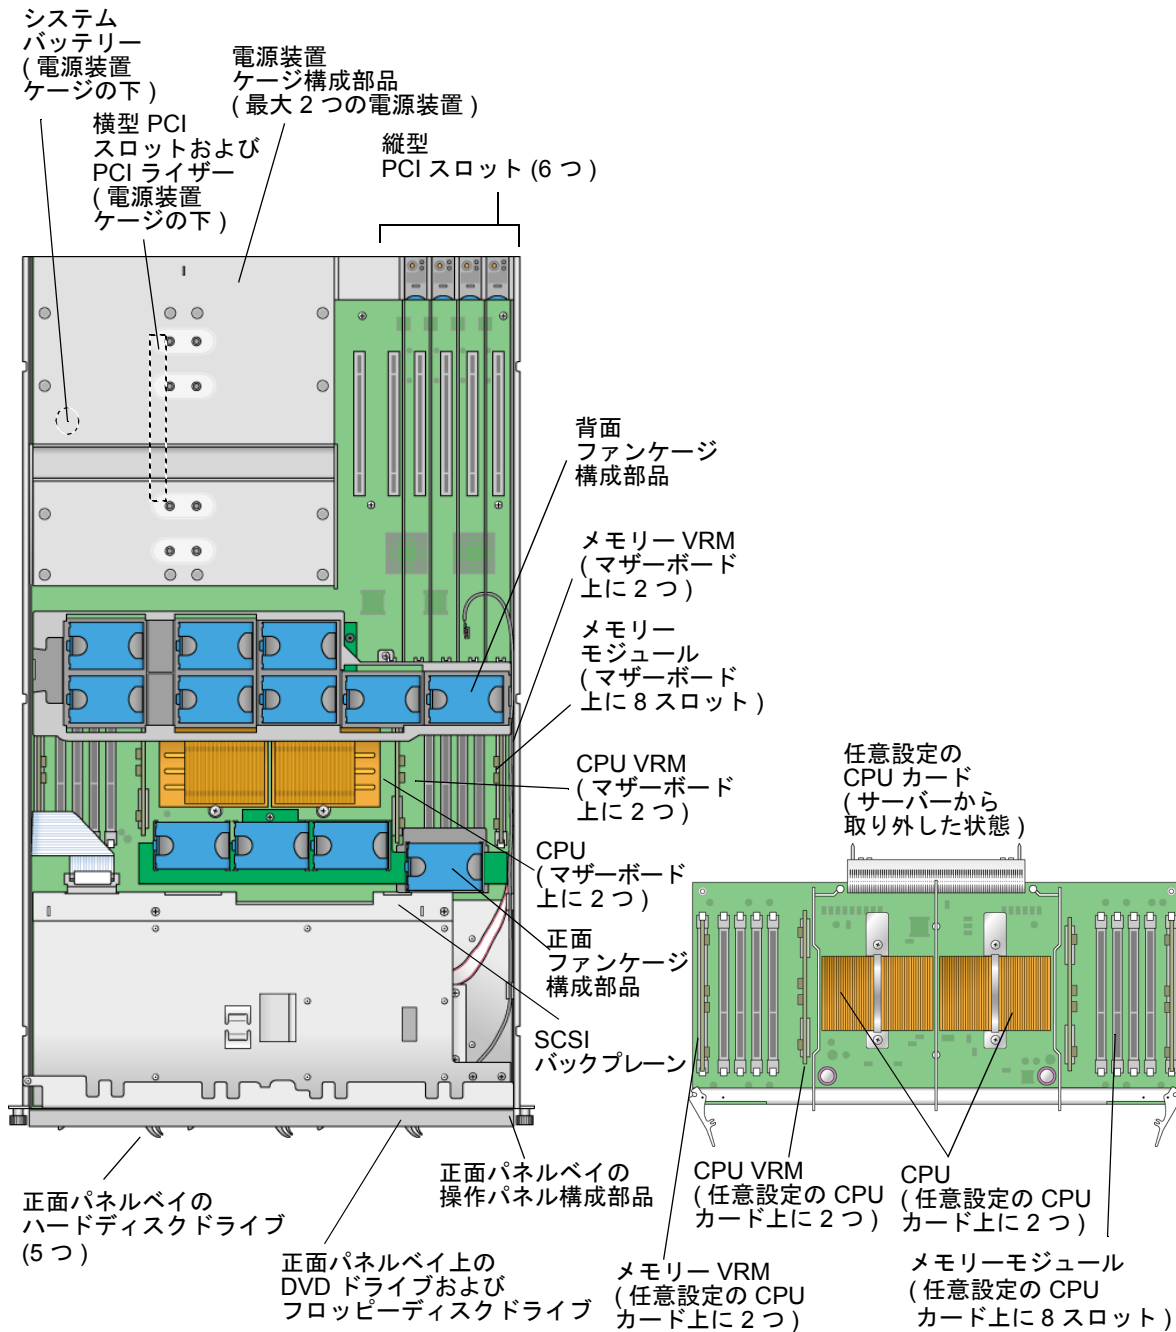 システム
バッテリー
( 電源装置
ケージの下 )
電源装置
ケージ構成部品
( 最大 2 つの電源装置 )
横型 PCI
スロットおよび
PCI ライザー
( 電源装置
ケージの下 )
縦型
PCI スロット (6 つ )
背面
ファンケージ
構成部品
メモリー VRM
( マザーボード
上に 2 つ )
メモリー
モジュール
( マザーボード
上に 8 スロット )
CPU VRM
( マザーボード
上に 2 つ )
CPU
( マザーボード
上に 2 つ )
正面
ファンケージ
構成部品
SCSI
バックプレーン
任意設定の
CPU カード
( サーバーから
取り外した状態 )
正面パネルベイの
ハードディスクドライブ
(5 つ )
正面パネルベイ上の
DVD ドライブおよび
フロッピーディスクドライブ
正面パネルベイの
操作パネル構成部品
CPU VRM
( 任意設定の CPU
カード上に 2 つ )
CPU
( 任意設定の CPU
カード上に 2 つ )
メモリー VRM
( 任意設定の CPU
カード上に 2 つ )
メモリーモジュール
( 任意設定の CPU
カード上に 8 スロット )